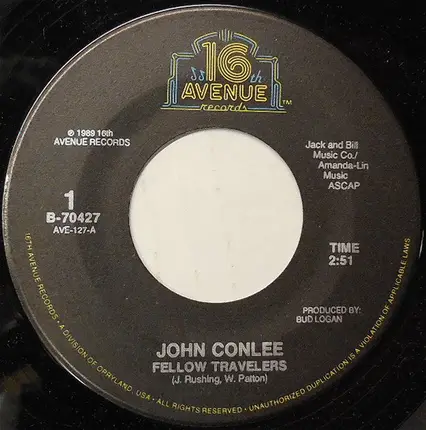 16th
AVENUE
records
TM
℗ 1989 16th
AVENUE RECORDS
Jack and Bill
Music Co./
Amanda-Lin
Music
ASCAP
1
B-70427
AVE-127-A
TIME
2:51
PRODUCED BY:
BUD LOGAN
JOHN CONLEE
FELLOW TRAVELERS
(J. Rushing, W. Patton)
16TH AVENUE RECORDS • A DIVISION OF OPRYLAND, USA • ALL RIGHTS RESERVED • UNAUTHORIZED DUPLICATION IS A VIOLATION OF APPLICABLE LAWS